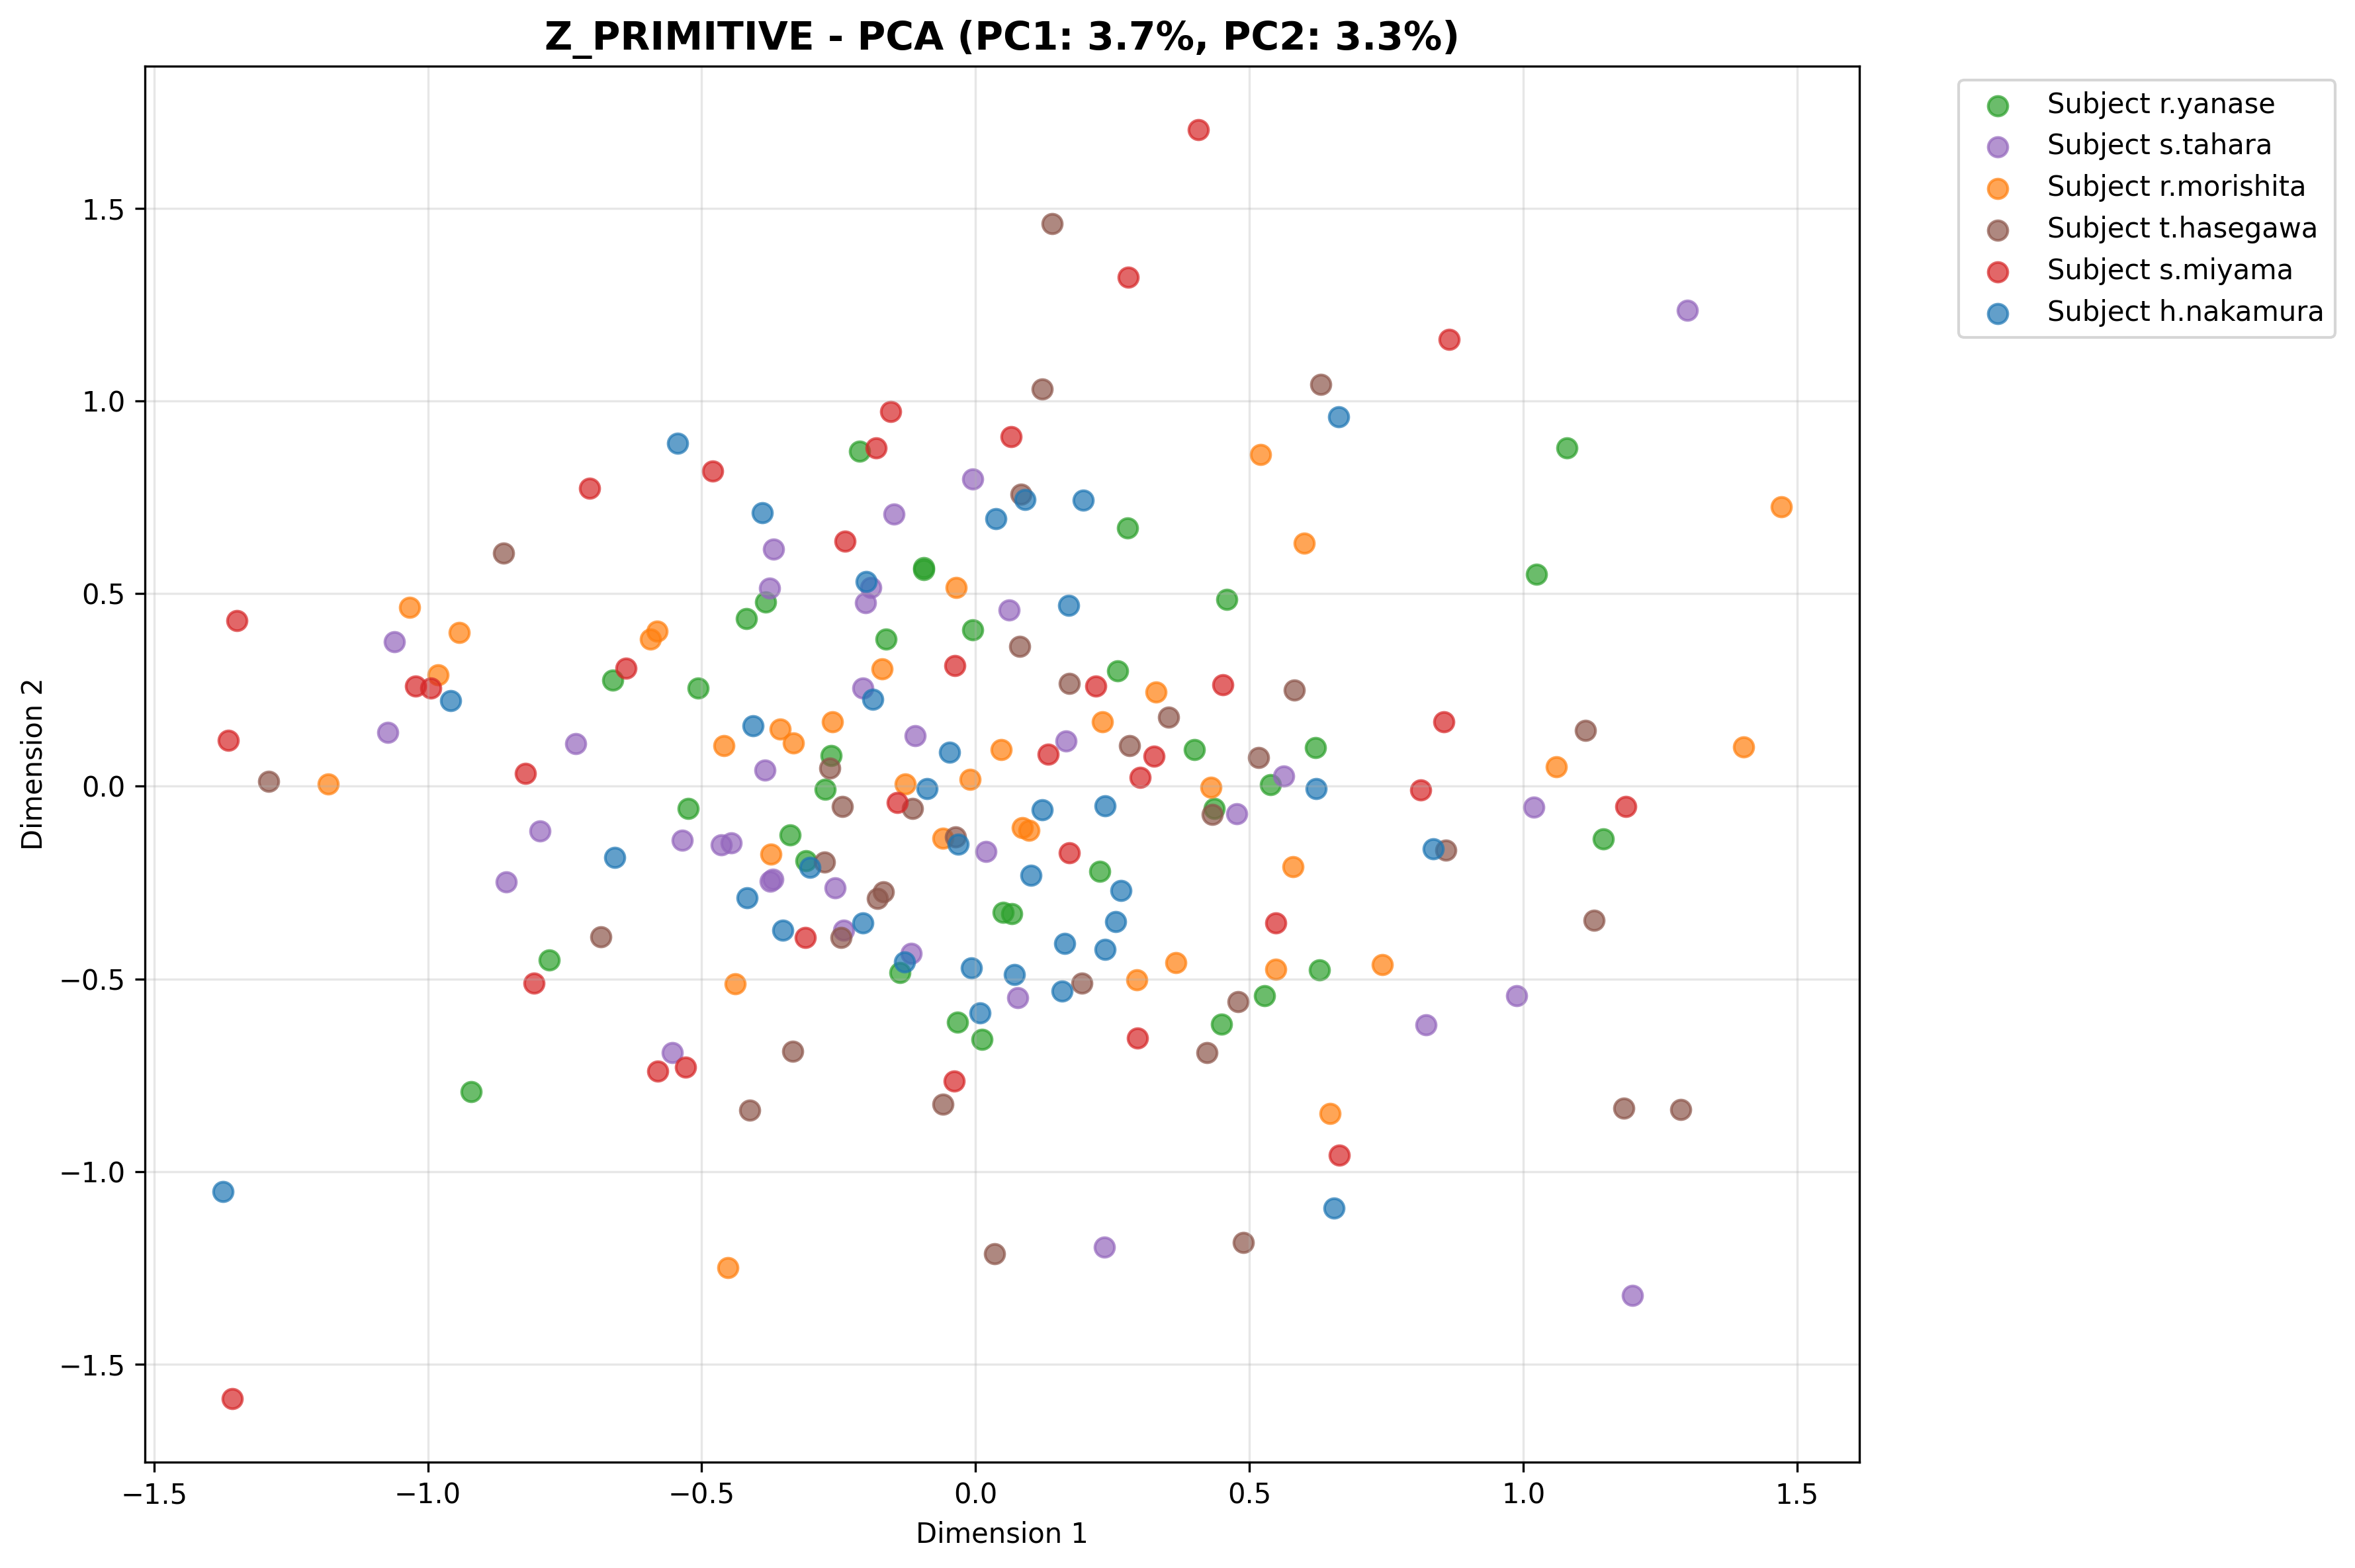 Z_PRIMITIVE - PCA (PC1: 3.7%, PC2: 3.3%)
Subject r.yanase
Subject s.tahara
Subject r.morishita
Subject t.hasegawa
Subject s.miyama
Subject h.nakamura
Dimension 2
1.5
1.0
0.5
0.0
−0.5
−1.0
−1.5
−1.5 −1.0 −0.5 0.0 0.5 1.0 1.5
Dimension 1